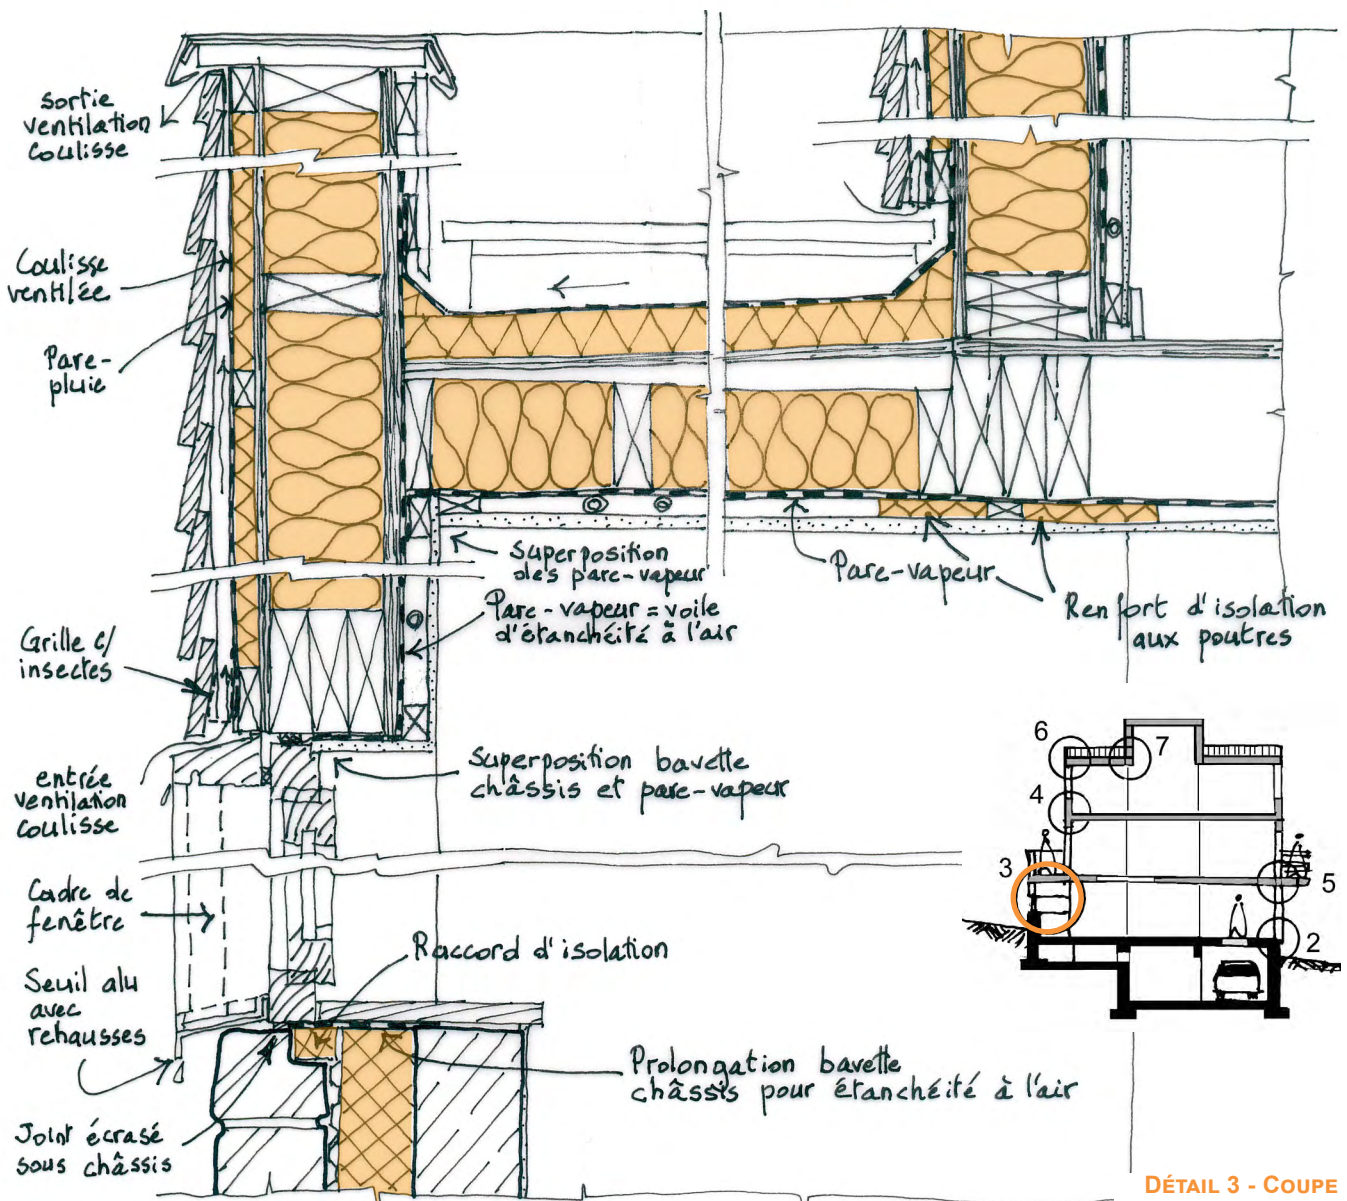 sortie
ventilation
coulisse
Coulisse
ventilée
Pare-
pluie
Superposition
des pare-vapeur
Pare-vapeur
Pare-vapeur = voile
d'étanchéité à l'air
Renfort d'isolation
aux poutres
Grille c/
insectes
entrée
ventilation
coulisse
Superposition bavette
châssis et pare-vapeur
6
7
4
3
5
2
Cadre de
fenêtre
Raccord d'isolation
Seuil alu
avec
rehausses
Prolongation bavette
châssis pour étanchéité à l'air
Joint écrasé
sous châssis
DÉTAIL 3 - COUPE